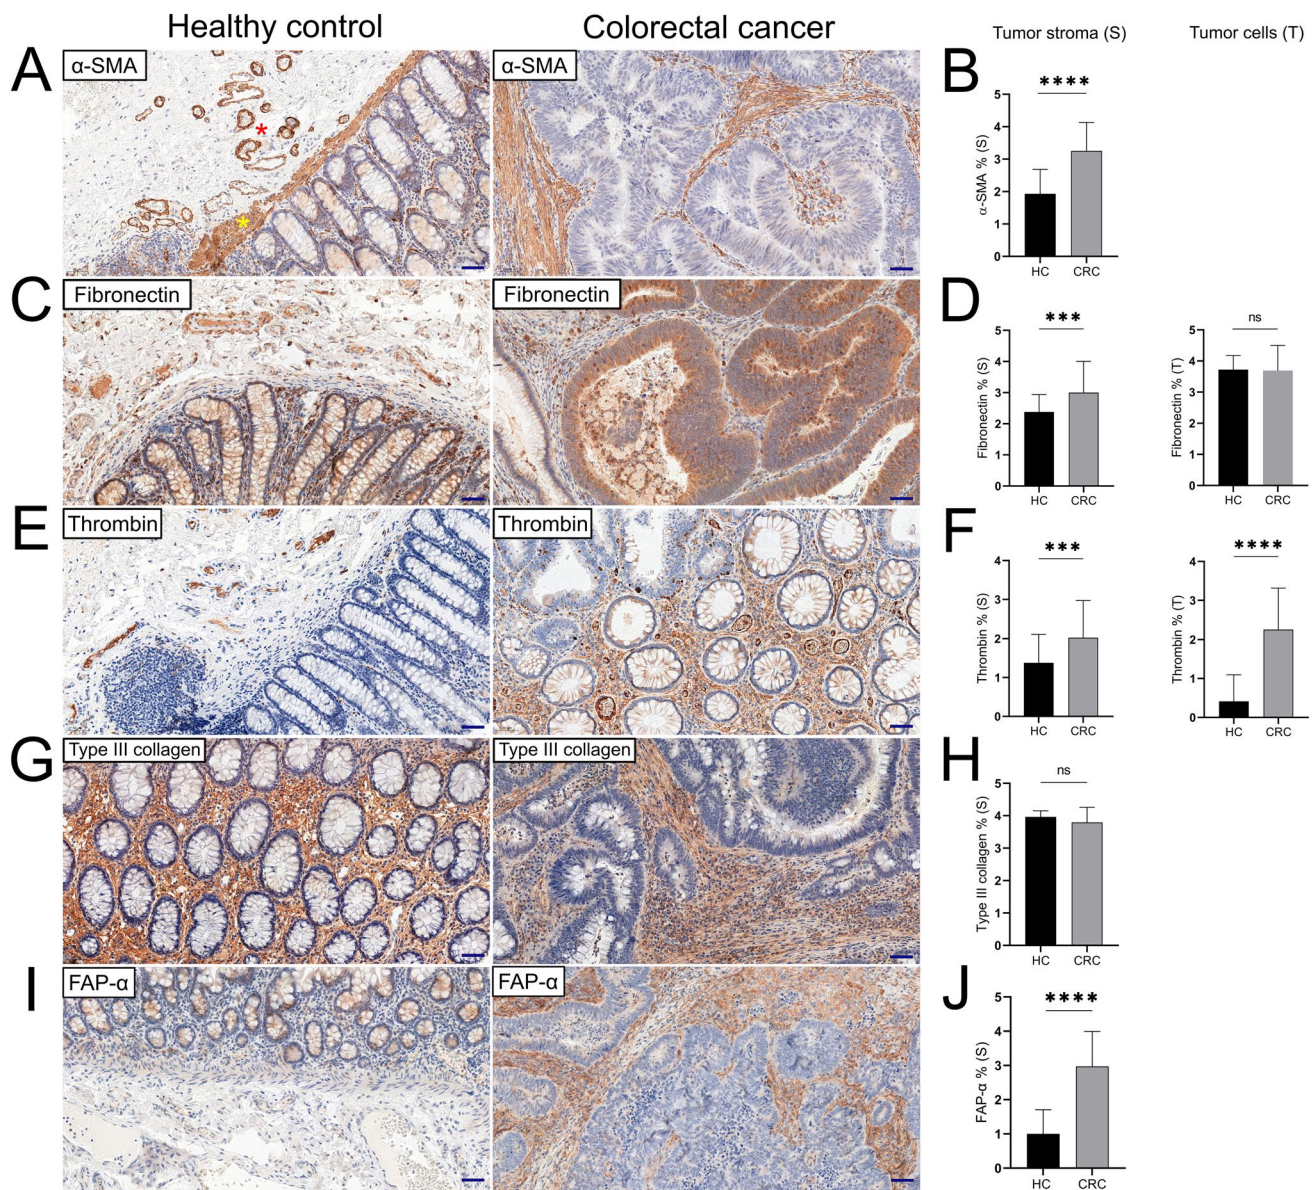 Healthy control
Colorectal cancer
Tumor stroma (S)
Tumor cells (T)
A
α-SMA
*
*
α-SMA
B
****
α-SMA % (S)
5
4
3
2
1
0
HC
CRC
C
Fibronectin
Fibronectin
D
***
Fibronectin % (S)
5
4
3
2
1
0
HC
CRC
ns
Fibronectin % (T)
5
4
3
2
1
0
HC
CRC
E
Thrombin
Thrombin
F
***
Thrombin % (S)
4
3
2
1
0
HC
CRC
****
Thrombin % (T)
4
3
2
1
0
HC
CRC
G
Type III collagen
Type III collagen
H
ns
Type III collagen % (S)
5
4
3
2
1
0
HC
CRC
I
FAP-α
FAP-α
J
****
FAP-α % (S)
5
4
3
2
1
0
HC
CRC